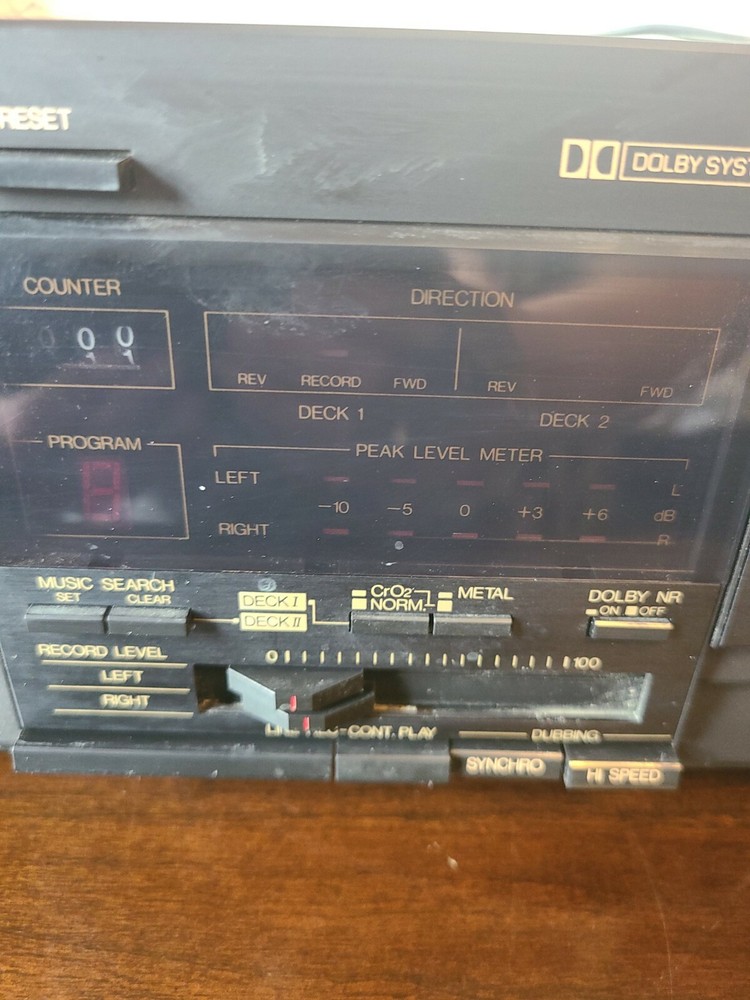 RESET
DOLBY SYST
COUNTER
0 0 0
DIRECTION
REV RECORD FWD REV FWD
DECK 1 DECK 2
PROGRAM
PEAK LEVEL METER
LEFT L
-10 -5 0 +3 +6 dB
RIGHT R
MUSIC SEARCH
SET CLEAR
DECK I
DECK II
CrO2
NORM.
METAL
DOLBY NR
ON OFF
RECORD LEVEL
0 100
LEFT
RIGHT
CONT. PLAY
DUBBING
SYNCHRO
HI SPEED